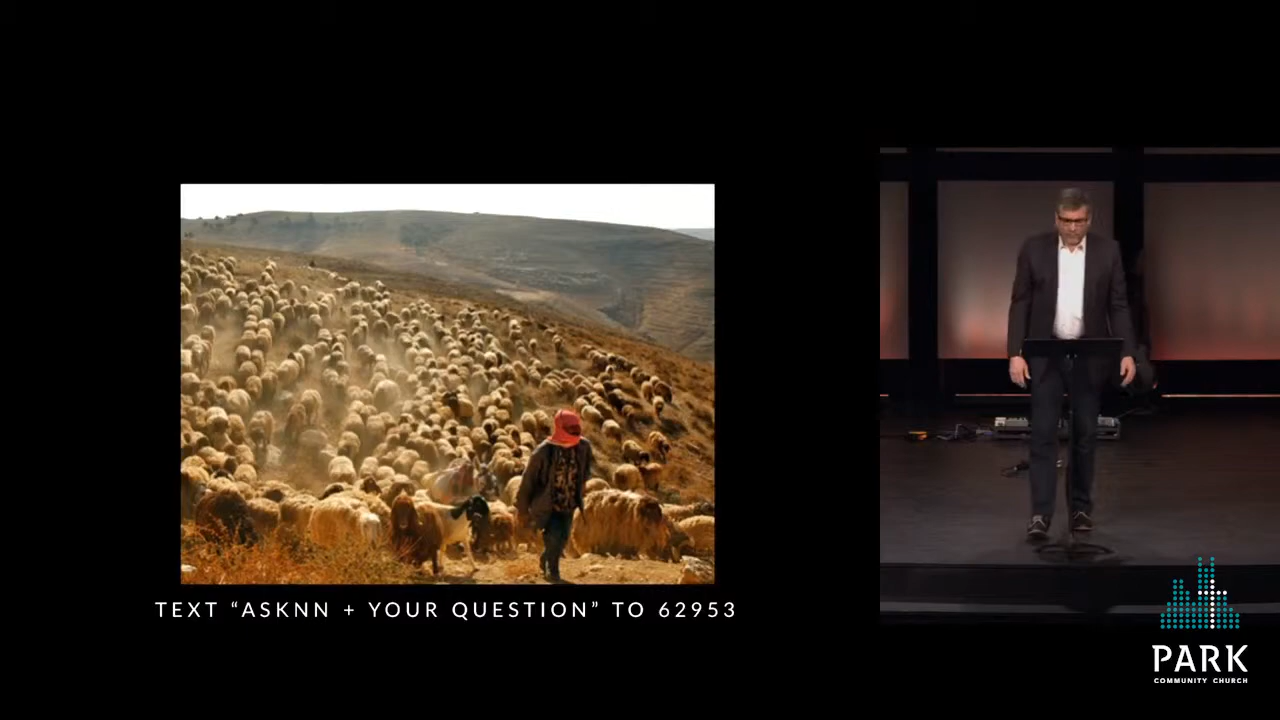 TEXT “ASKNN + YOUR QUESTION” TO 62953
PARK
COMMUNITY CHURCH